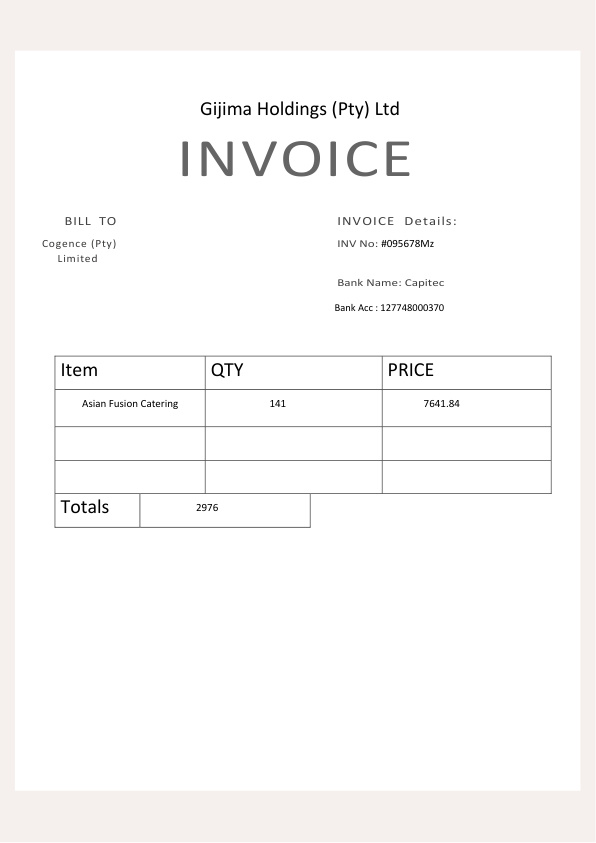 Gijima Holdings (Pty) Ltd
INVOICE
BILL TO
Cogence (Pty)
Limited
INVOICE Details:
INV No: #095678Mz
Bank Name: Capitec
Bank Acc : 127748000370
Item QTY PRICE
Asian Fusion Catering 141 7641.84
Totals 2976